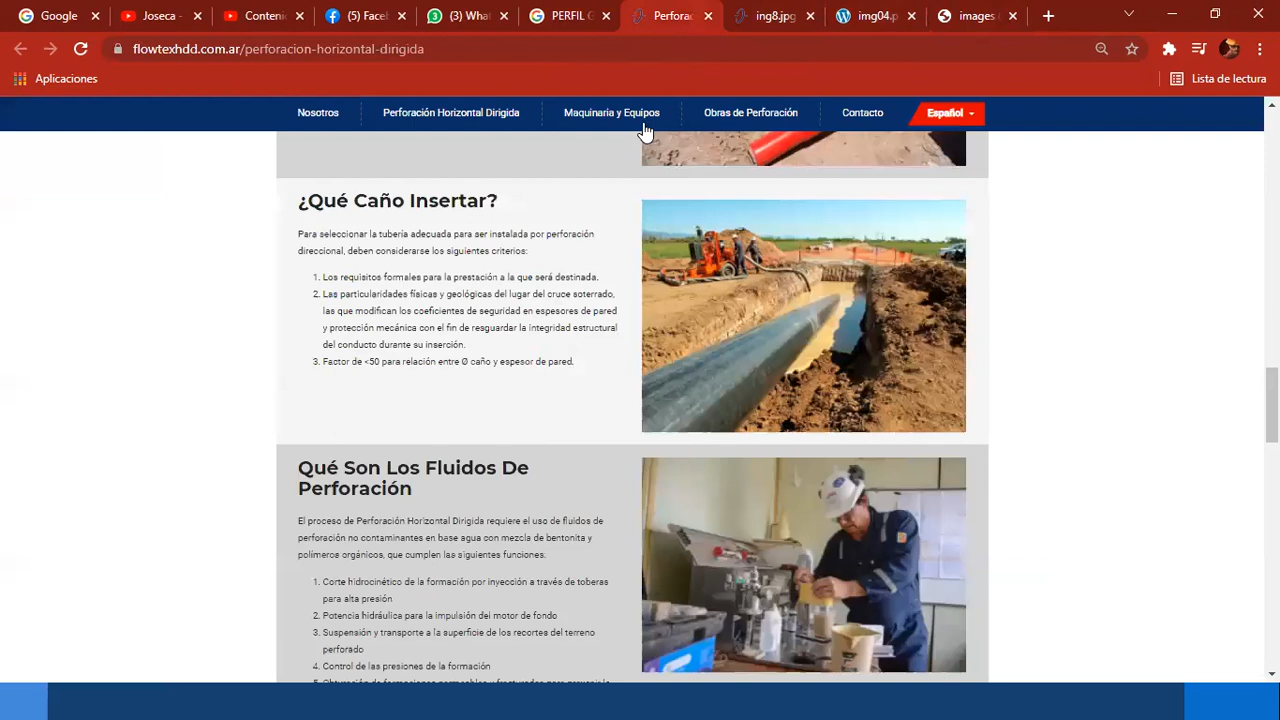 Google
Joseca -
Conteni
(5) Faceb
(3) What
PERFIL G
Perforac
ing8.jpg
img04.p
images (
flowtexhdd.com.ar/perforacion-horizontal-dirigida
Aplicaciones
Lista de lectura
Nosotros
Perforación Horizontal Dirigida
Maquinaria y Equipos
Obras de Perforación
Contacto
Español
¿Qué Caño Insertar?
Para seleccionar la tubería adecuada para ser instalada por perforación
direccional, deben considerarse los siguientes criterios:
1. Los requisitos formales para la prestación a la que será destinada.
2. Las particularidades físicas y geológicas del lugar del cruce soterrado,
las que modifican los coeficientes de seguridad en espesores de pared
y protección mecánica con el fin de resguardar la integridad estructural
del conducto durante su inserción.
3. Factor de <50 para relación entre Ø caño y espesor de pared.
Qué Son Los Fluidos De
Perforación
El proceso de Perforación Horizontal Dirigida requiere el uso de fluidos de
perforación no contaminantes en base agua con mezcla de bentonita y
polímeros orgánicos, que cumplen las siguientes funciones.
1. Corte hidrocinético de la formación por inyección a través de toberas
para alta presión
2. Potencia hidráulica para la impulsión del motor de fondo
3. Suspensión y transporte a la superficie de los recortes del terreno
perforado
4. Control de las presiones de la formación